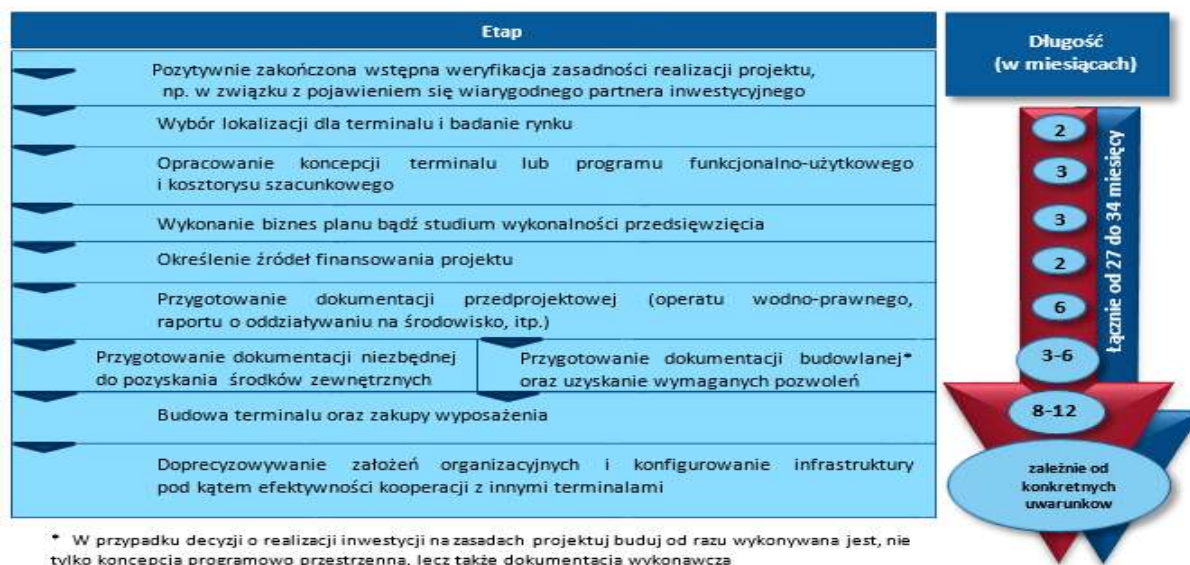 Etap
Długość
(w miesiącach)
Pozytywnie zakończona wstępna weryfikacja zasadności realizacji projektu,
np. w związku z pojawieniem się wiarygodnego partnera inwestycyjnego
Wybór lokalizacji dla terminalu i badanie rynku
2
Opracowanie koncepcji terminalu lub programu funkcjonalno-użytkowego
i kosztorysu szacunkowego
3
Wykonanie biznes planu bądź studium wykonalności przedsięwzięcia
3
Określenie źródeł finansowania projektu
2
Przygotowanie dokumentacji przedprojektowej (operatu wodno-prawnego,
raportu o oddziaływaniu na środowisko, itp.)
6
Przygotowanie dokumentacji niezbędnej
do pozyskania środków zewnętrznych
Przygotowanie dokumentacji budowlanej*
oraz uzyskanie wymaganych pozwoleń
3-6
Budowa terminalu oraz zakupy wyposażenia
8-12
Doprecyzowywanie założeń organizacyjnych i konfigurowanie infrastruktury
pod kątem efektywności kooperacji z innymi terminalami
zależnie od
konkretnych
uwarunkow
Łącznie od 27 do 34 miesięcy
* W przypadku decyzji o realizacji inwestycji na zasadach projektuj buduj od razu wykonywana jest, nie
tylko koncepcja programowo przestrzenna, lecz także dokumentacja wykonawcza